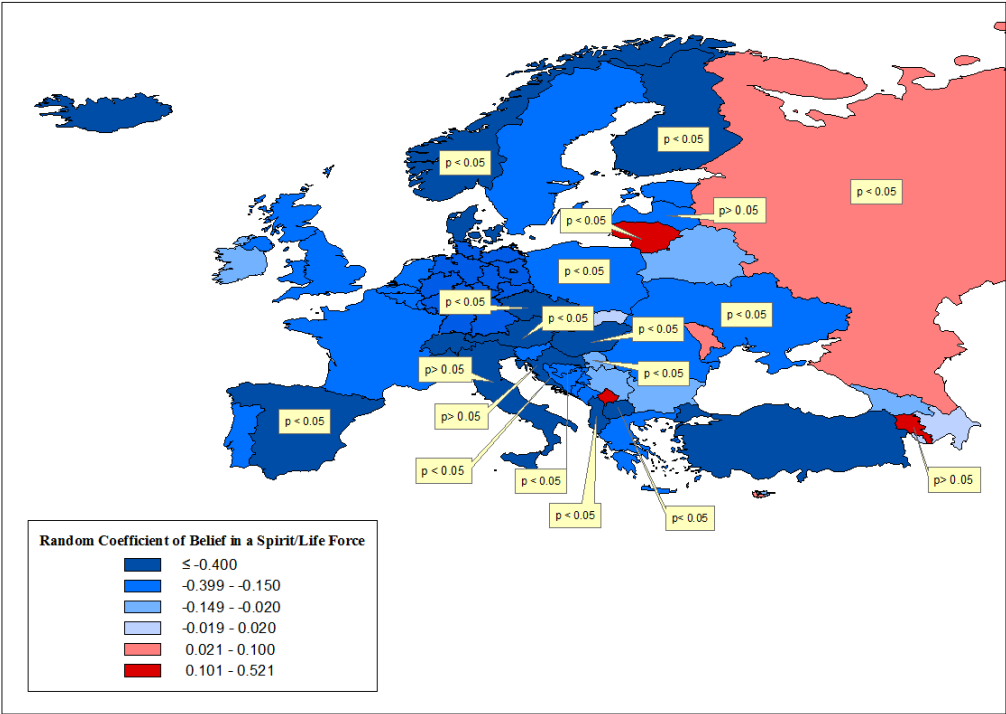 p < 0.05
p < 0.05
p < 0.05
p < 0.05
p> 0.05
p < 0.05
p < 0.05
p < 0.05
p < 0.05
p < 0.05
p < 0.05
p> 0.05
p < 0.05
p> 0.05
p < 0.05
p < 0.05
p < 0.05
p> 0.05
p < 0.05
p< 0.05
Random Coefficient of Belief in a Spirit/Life Force
≤ -0.400
-0.399 - -0.150
-0.149 - -0.020
-0.019 - 0.020
0.021 - 0.100
0.101 - 0.521